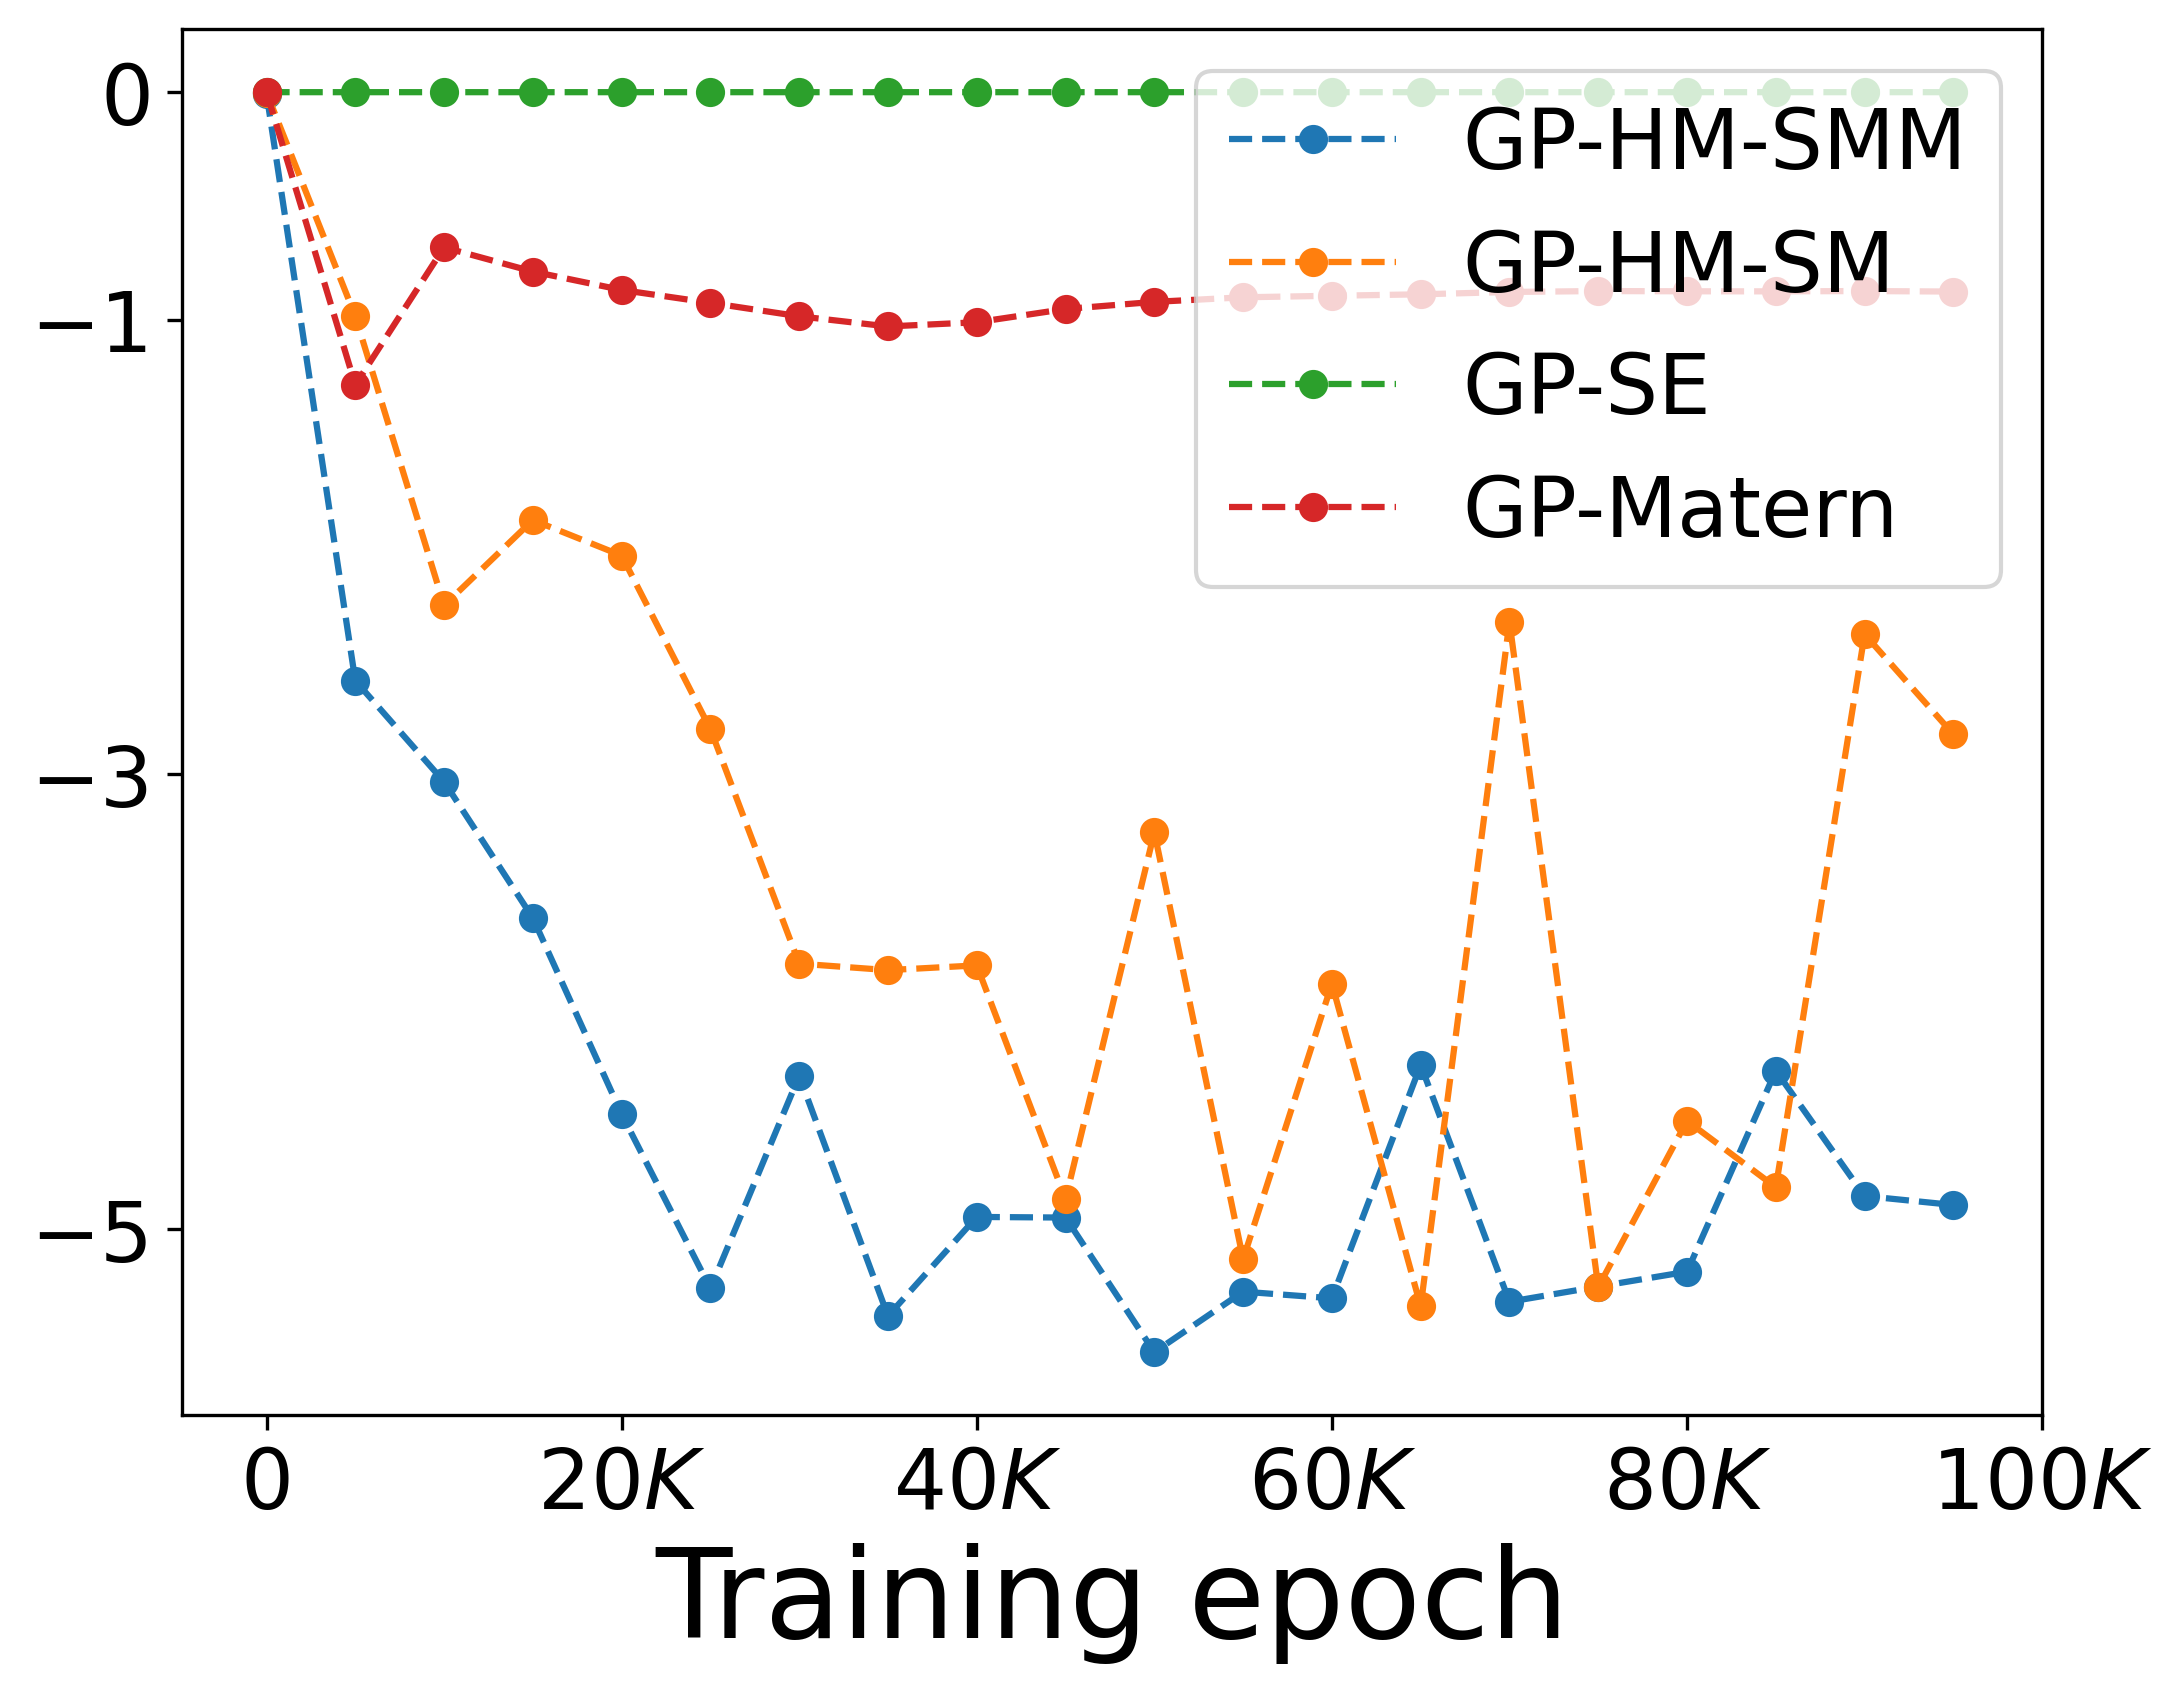 0
−1
−3
−5
GP-HM-SMM
GP-HM-SM
GP-SE
GP-Matern
0 20K 40K 60K 80K 100K
Training epoch